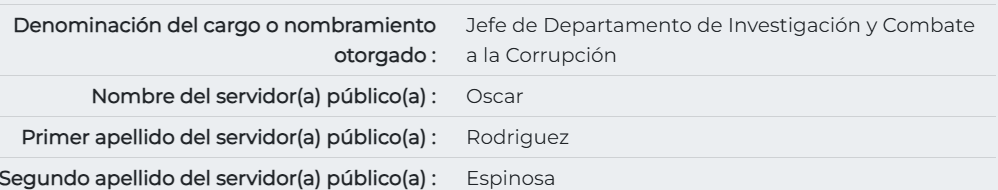 Denominación del cargo o nombramiento Jefe de Departamento de Investigación y Combate
otorgado : a la Corrupción
Nombre del servidor(a) público(a) : Oscar
Primer apellido del servidor(a) público(a) : Rodriguez
Segundo apellido del servidor(a) público(a) : Espinosa